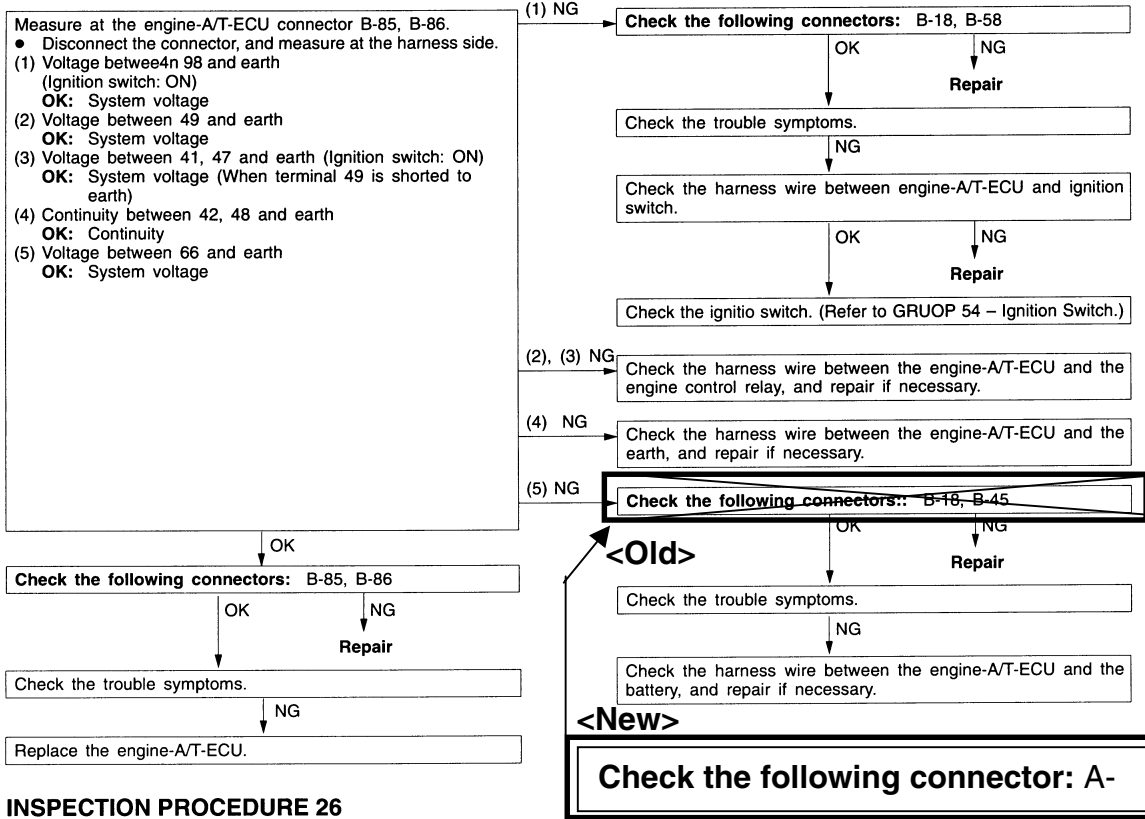 Measure at the engine-A/T-ECU connector B-85, B-86.
● Disconnect the connector, and measure at the harness side.
(1) Voltage betwee4n 98 and earth
(Ignition switch: ON)
OK: System voltage
(2) Voltage between 49 and earth
OK: System voltage
(3) Voltage between 41, 47 and earth (Ignition switch: ON)
OK: System voltage (When terminal 49 is shorted to
earth)
(4) Continuity between 42, 48 and earth
OK: Continuity
(5) Voltage between 66 and earth
OK: System voltage
OK
Check the following connectors: B-85, B-86
OK
NG
Repair
Check the trouble symptoms.
NG
Replace the engine-A/T-ECU.
(1) NG
Check the following connectors: B-18, B-58
OK
NG
Repair
Check the trouble symptoms.
NG
Check the harness wire between engine-A/T-ECU and ignition
switch.
OK
NG
Repair
Check the ignitio switch. (Refer to GRUOP 54 – Ignition Switch.)
(2), (3) NG
Check the harness wire between the engine-A/T-ECU and the
engine control relay, and repair if necessary.
(4) NG
Check the harness wire between the engine-A/T-ECU and the
earth, and repair if necessary.
(5) NG
Check the following connectors:: B-18, B-45
<Old>
OK
NG
Repair
Check the trouble symptoms.
NG
Check the harness wire between the engine-A/T-ECU and the
battery, and repair if necessary.
<New>
Check the following connector: A-
INSPECTION PROCEDURE 26